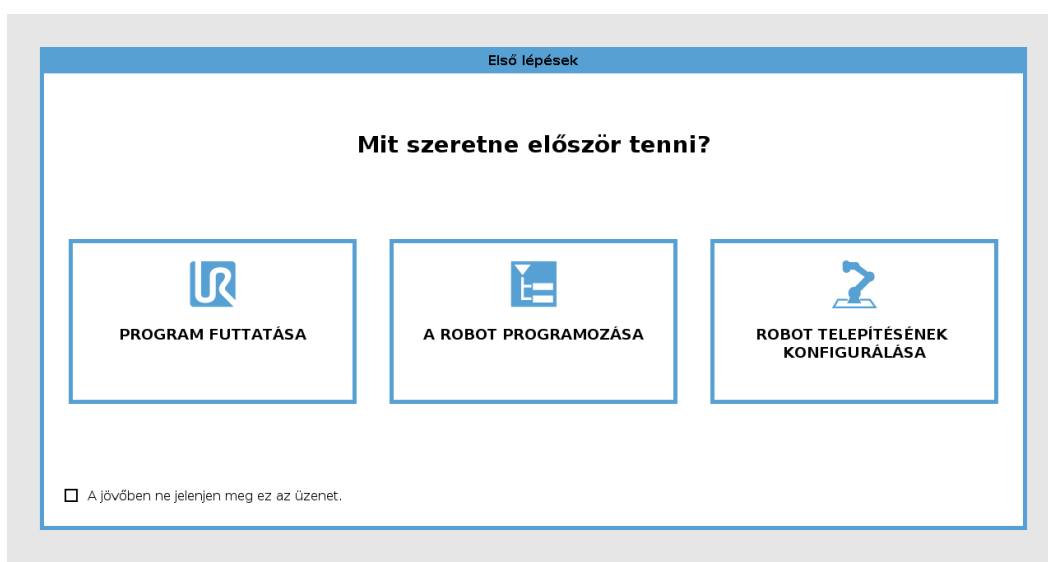 Első lépések
Mit szeretne először tenni?
PROGRAM FUTTATÁSA
A ROBOT PROGRAMOZÁSA
ROBOT TELEPÍTÉSÉNEK
KONFIGURÁLÁSA
A jövőben ne jelenjen meg ez az üzenet.